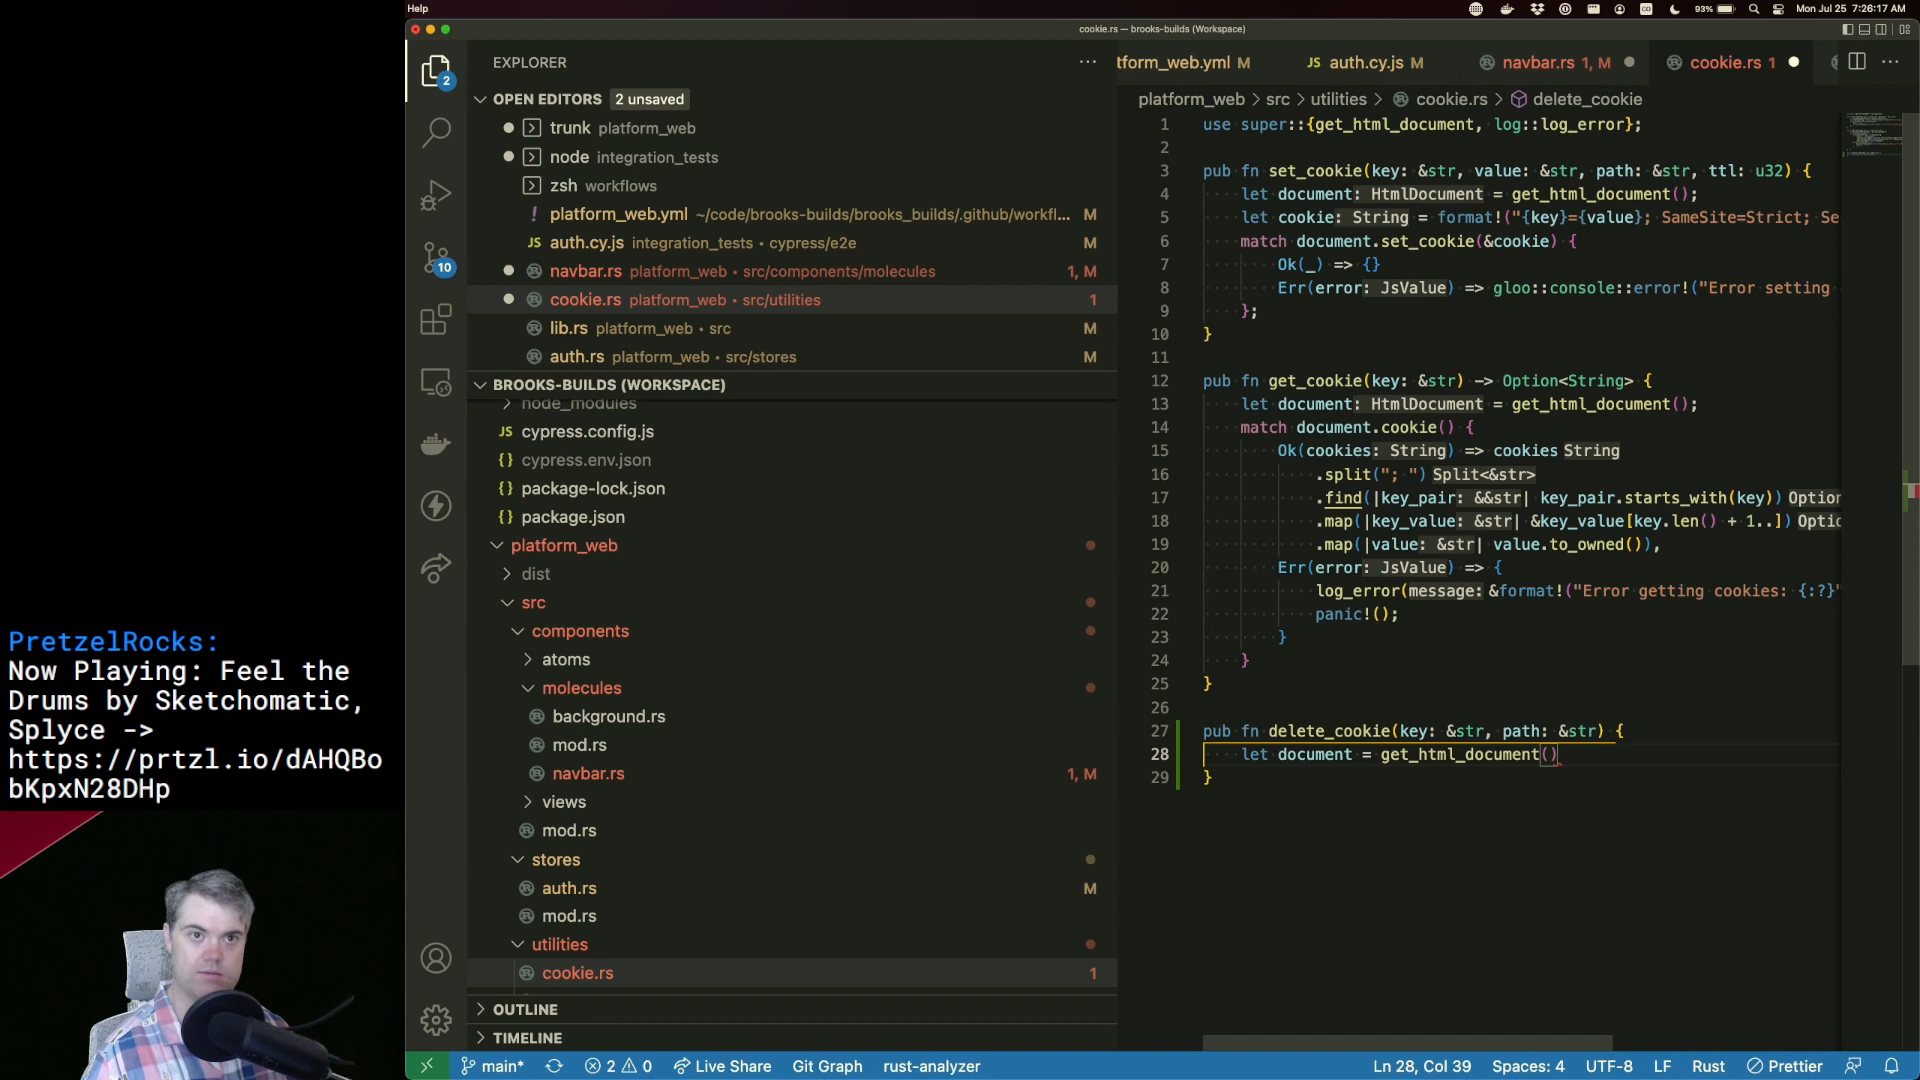 Help
93%
Mon Jul 25 7:26:17 AM
cookie.rs — brooks-builds (Workspace)
EXPLORER
OPEN EDITORS 2 unsaved
trunk platform_web
node integration_tests
zsh workflows
! platform_web.yml ~/code/brooks-builds/brooks_builds/.github/workfl... M
JS auth.cy.js integration_tests • cypress/e2e M
navbar.rs platform_web • src/components/molecules 1, M
cookie.rs platform_web • src/utilities 1
lib.rs platform_web • src M
auth.rs platform_web • src/stores M
BROOKS-BUILDS (WORKSPACE)
node_modules
JS cypress.config.js
{} cypress.env.json
{} package-lock.json
{} package.json
platform_web
dist
src
components
atoms
molecules
background.rs
mod.rs
navbar.rs 1, M
views
mod.rs
stores
auth.rs M
mod.rs
utilities
cookie.rs 1
OUTLINE
TIMELINE
2
10
tform_web.yml M JS auth.cy.js M navbar.rs 1, M cookie.rs 1
platform_web > src > utilities > cookie.rs > delete_cookie
1 use super::{get_html_document, log::log_error};
2
3 pub fn set_cookie(key: &str, value: &str, path: &str, ttl: u32) {
4 let document: HtmlDocument = get_html_document();
5 let cookie: String = format!("{key}={value}; SameSite=Strict; Se
6 match document.set_cookie(&cookie) {
7 Ok(_) => {}
8 Err(error: JsValue) => gloo::console::error!("Error setting
9 };
10 }
11
12 pub fn get_cookie(key: &str) -> Option<String> {
13 let document: HtmlDocument = get_html_document();
14 match document.cookie() {
15 Ok(cookies: String) => cookies String
16 .split("; ") Split<&str>
17 .find(|key_pair: &&str| key_pair.starts_with(key)) Option
18 .map(|key_value: &str| &key_value[key.len() + 1..]) Optic
19 .map(|value: &str| value.to_owned()),
20 Err(error: JsValue) => {
21 log_error(message: &format!("Error getting cookies: {:?}"
22 panic!();
23 }
24 }
25 }
26
27 pub fn delete_cookie(key: &str, path: &str) {
28 let document = get_html_document()
29 }
PretzelRocks:
Now Playing: Feel the
Drums by Sketchomatic,
Splyce ->
https://prtzl.io/dAHQBo
bKpxN28DHp
main* 2 0 Live Share Git Graph rust-analyzer Ln 28, Col 39 Spaces: 4 UTF-8 LF Rust Prettier